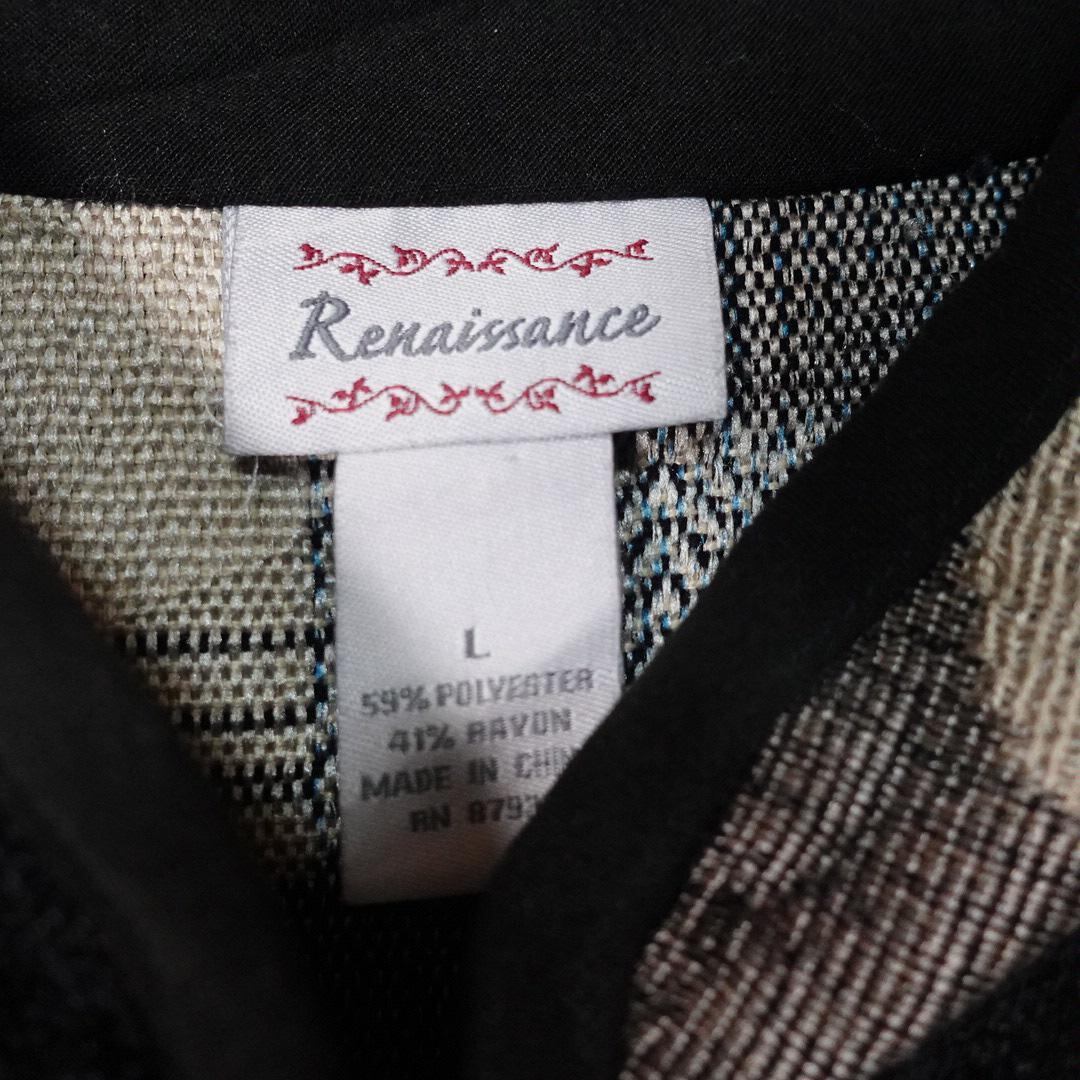 Renaissance
L
59% POLYESTER
41% RAYON
MADE IN
RN